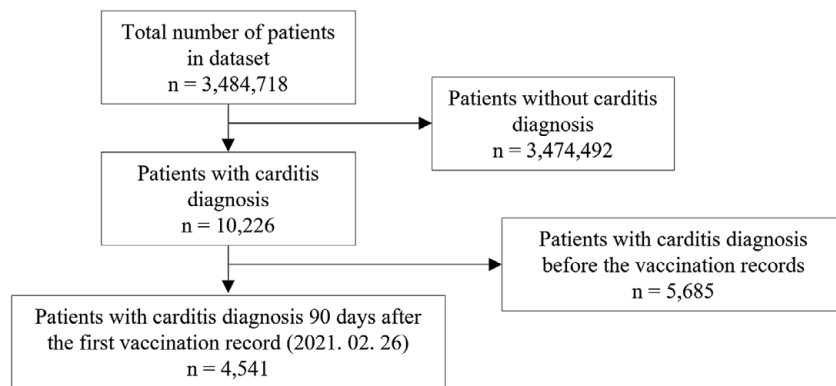 Total number of patients
in dataset
n = 3,484,718
Patients without carditis
diagnosis
n = 3,474,492
Patients with carditis
diagnosis
n = 10,226
Patients with carditis diagnosis
before the vaccination records
n = 5,685
Patients with carditis diagnosis 90 days after
the first vaccination record (2021. 02. 26)
n = 4,541